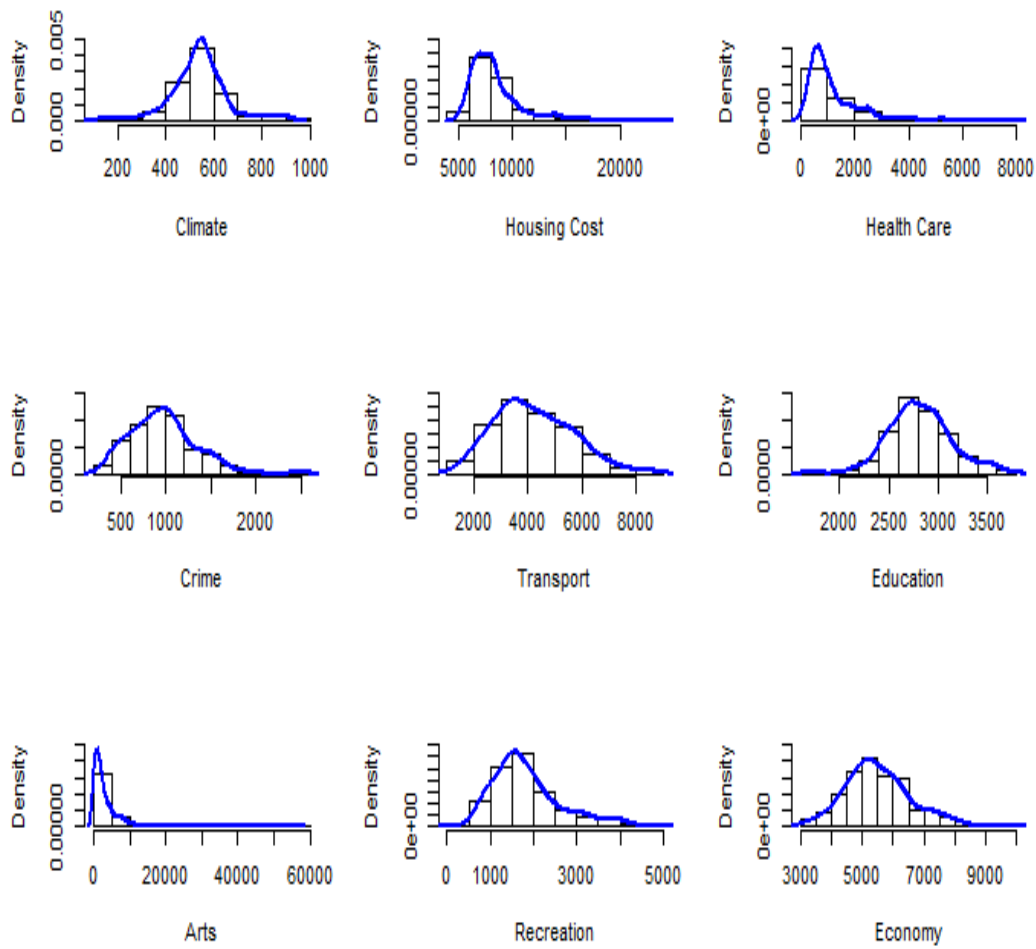 Density
0.000 0.005
200 400 600 800 1000
Climate
Density
0.00000
5000 10000 20000
Housing Cost
Density
0e+00
0 2000 4000 6000 8000
Health Care
Density
0.0000
500 1000 2000
Crime
Density
0.00000
2000 4000 6000 8000
Transport
Density
0.0000
2000 2500 3000 3500
Education
Density
0.00000
0 20000 40000 60000
Arts
Density
0e+00
0 1000 3000 5000
Recreation
Density
0e+00
3000 5000 7000 9000
Economy